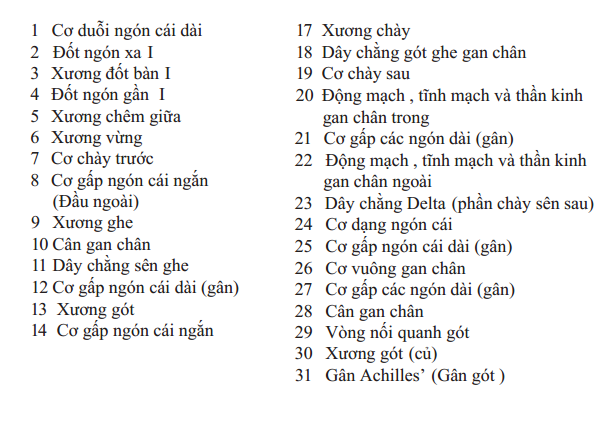 1 Cơ duỗi ngón cái dài
2 Đốt ngón xa I
3 Xương đốt bàn I
4 Đốt ngón gần I
5 Xương chêm giữa
6 Xương vừng
7 Cơ chày trước
8 Cơ gấp ngón cái ngắn
(Đầu ngoài)
9 Xương ghe
10 Cân gan chân
11 Dây chằng sên ghe
12 Cơ gấp ngón cái dài (gân)
13 Xương gót
14 Cơ gấp ngón cái ngắn
17 Xương chày
18 Dây chằng gót ghe gan chân
19 Cơ chày sau
20 Động mạch , tĩnh mạch và thần kinh
gan chân trong
21 Cơ gấp các ngón dài (gân)
22 Động mạch , tĩnh mạch và thần kinh
gan chân ngoài
23 Dây chằng Delta (phần chày sên sau)
24 Cơ dạng ngón cái
25 Cơ gấp ngón cái dài (gân)
26 Cơ vuông gan chân
27 Cơ gấp các ngón dài (gân)
28 Cân gan chân
29 Vòng nối quanh gót
30 Xương gót (củ)
31 Gân Achilles’ (Gân gót )